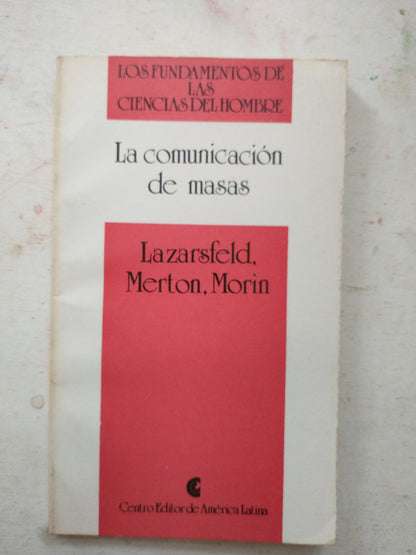 LOS FUNDAMENTOS DE
LAS
CIENCIAS DEL HOMBRE
La comunicación
de masas
Lazarsfeld,
Merton, Morin
Centro Editor de América Latina